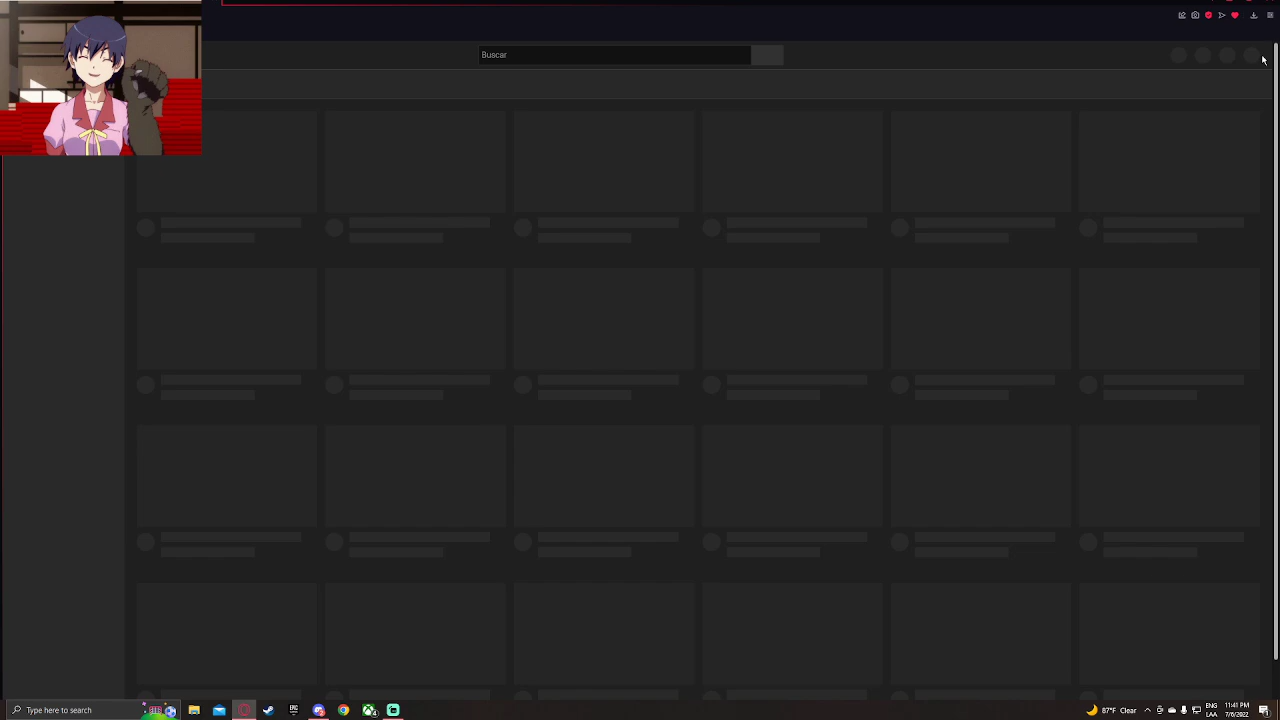 Buscar
Type here to search
87°F Clear
ENG
LAA
11:41 PM
7/6/2022